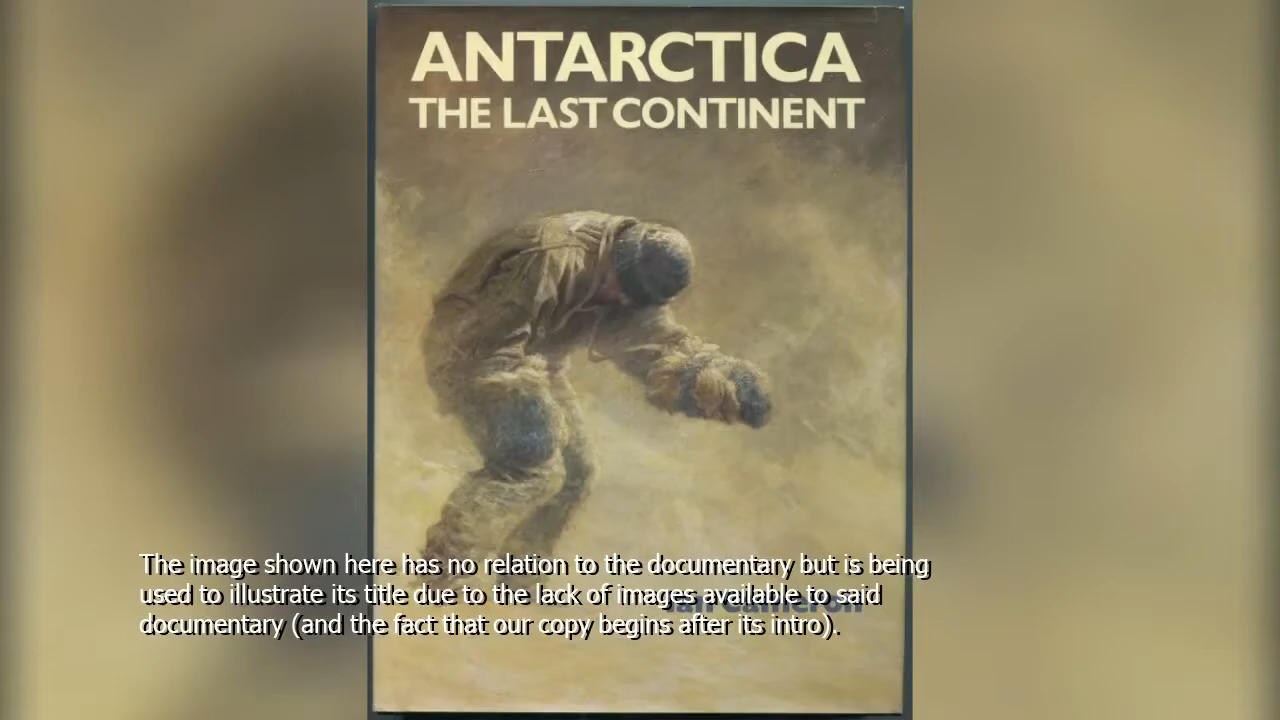 ANTARCTICA
THE LAST CONTINENT
The image shown here has no relation to the documentary but is being
used to illustrate its title due to the lack of images available to said
documentary (and the fact that our copy begins after its intro).
Cameron